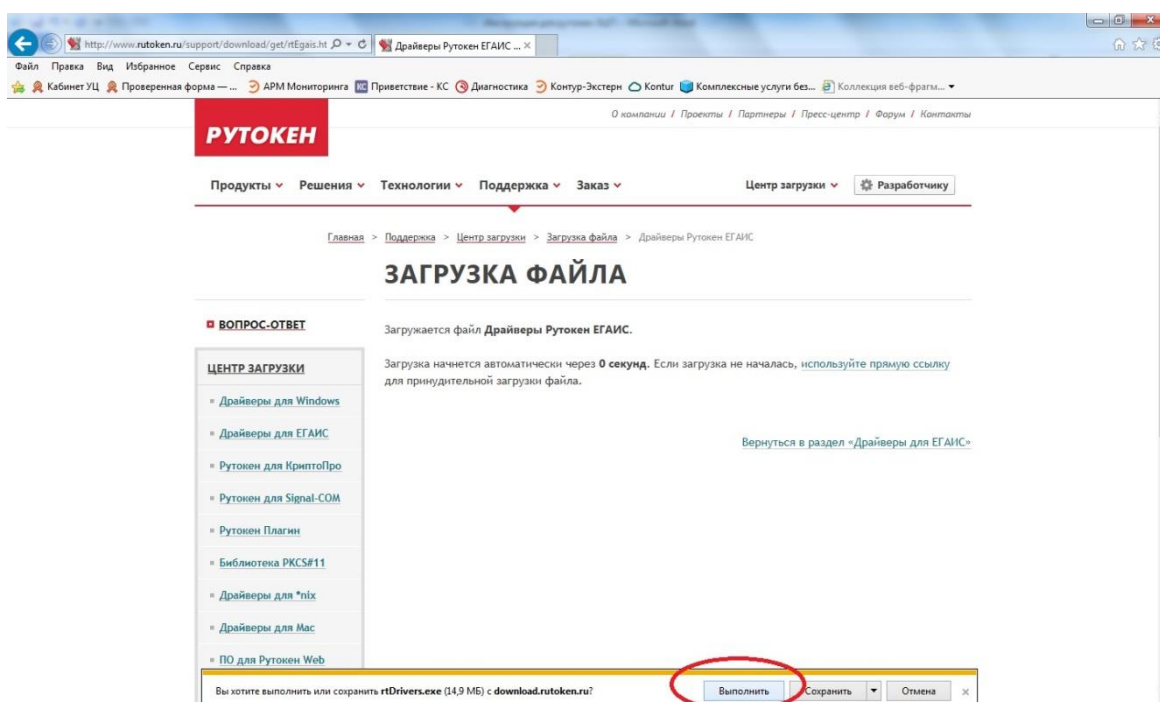 http://www.rutoken.ru/support/download/get/rtEgais.ht
Драйверы Рутокен ЕГАИС ...
Файл Правка Вид Избранное Сервис Справка
Кабинет УЦ Проверенная форма — ... АРМ Мониторинга КС Приветствие - КС Диагностика Контур-Экстерн Kontur Комплексные услуги без... Коллекция веб-фрагм...
О компании / Проекты / Партнеры / Пресс-центр / Форум / Контакты
РУТОКЕН
Продукты Решения Технологии Поддержка Заказ Центр загрузки Разработчику
Главная > Поддержка > Центр загрузки > Загрузка файла > Драйверы Рутокен ЕГАИС
ЗАГРУЗКА ФАЙЛА
ВОПРОС-ОТВЕТ
Загружается файл Драйверы Рутокен ЕГАИС.
Загрузка начнется автоматически через 0 секунд. Если загрузка не началась, используйте прямую ссылку
для принудительной загрузки файла.
Вернуться в раздел «Драйверы для ЕГАИС»
ЦЕНТР ЗАГРУЗКИ
Драйверы для Windows
Драйверы для ЕГАИС
Рутокен для КриптоПро
Рутокен для Signal-COM
Рутокен Плагин
Библиотека PKCS#11
Драйверы для *nix
Драйверы для Mac
ПО для Рутокен Web
Вы хотите выполнить или сохранить rtDrivers.exe (14,9 МБ) с download.rutoken.ru?
Выполнить Сохранить Отмена